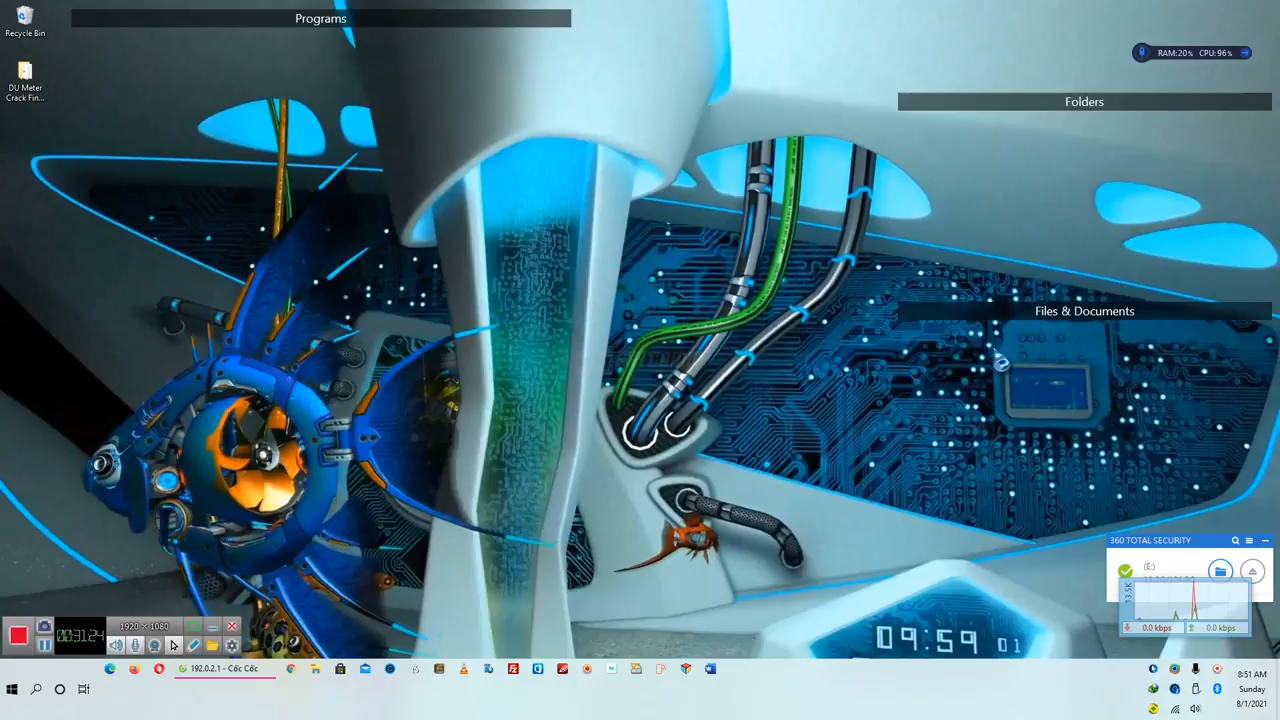 Recycle Bin
DU Meter
Crack Fin...
Programs
RAM:20% CPU:96%
Folders
Files & Documents
360 TOTAL SECURITY
(E:)
13.5K
0.0 kbps
0.0 kbps
09:59 01
1920 × 1080
00:31:24
192.0.2.1 - Cốc Cốc
8:51 AM
Sunday
8/1/2021